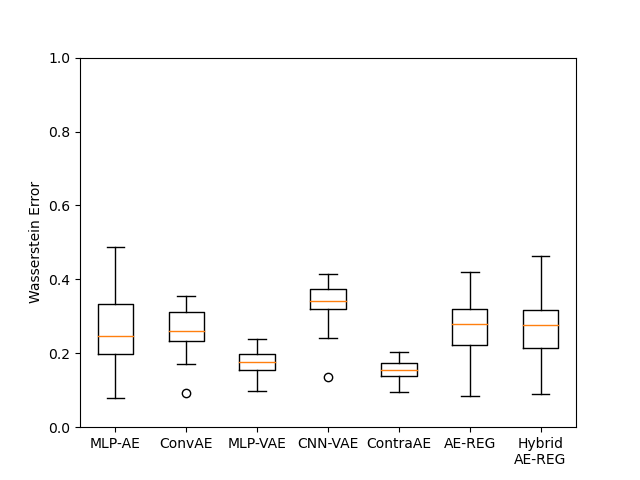 1.0
0.8
0.6
0.4
0.2
0.0
Wasserstein Error
MLP-AE
ConvAE
MLP-VAE
CNN-VAE
ContraAE
AE-REG
Hybrid
AE-REG